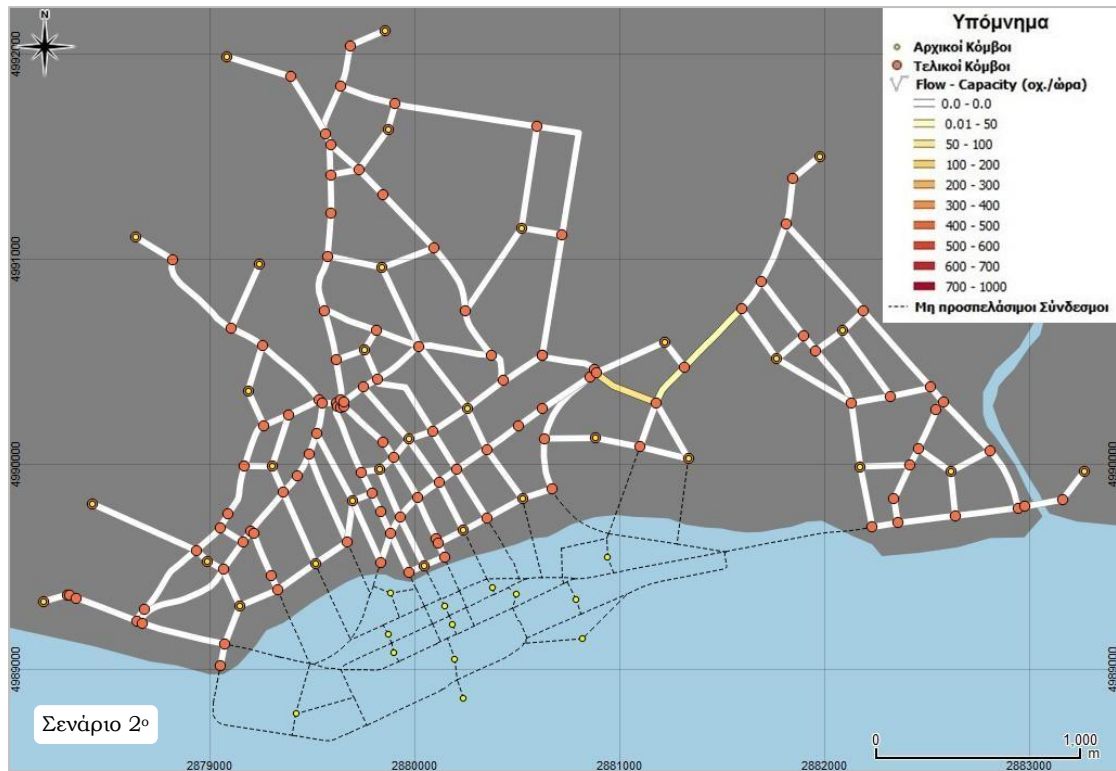 N
Υπόμνημα
Αρχικοί Κόμβοι
Τελικοί Κόμβοι
Flow - Capacity (οχ./ώρα)
0.0 - 0.0
0.01 - 50
50 - 100
100 - 200
200 - 300
300 - 400
400 - 500
500 - 600
600 - 700
700 - 1000
Μη προσπελάσιμοι Σύνδεσμοι
4992000
4991000
4991000
4990000
4990000
4989000
4989000
Σενάριο 2ο
0 1,000
m
2879000 2880000 2881000 2882000 2883000